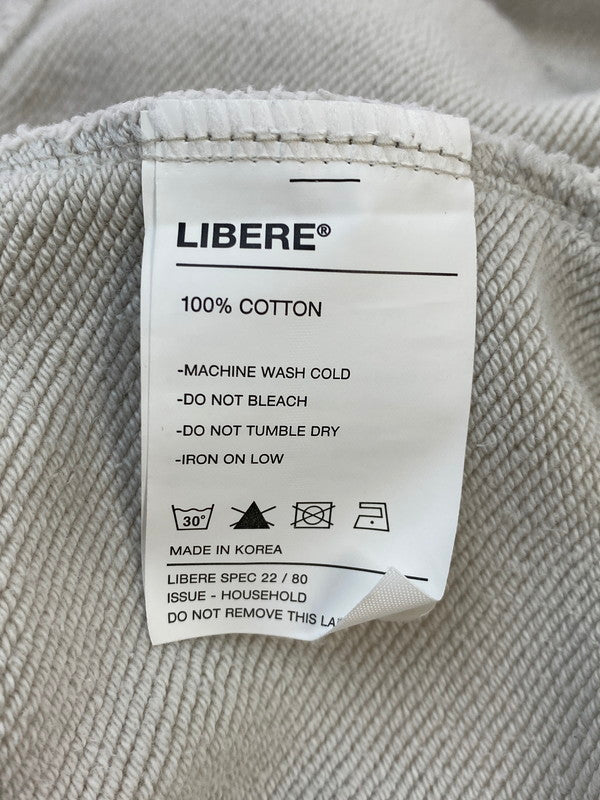 LIBERE®
100% COTTON
-MACHINE WASH COLD
-DO NOT BLEACH
-DO NOT TUMBLE DRY
-IRON ON LOW
30°
MADE IN KOREA
LIBERE SPEC 22 / 80
ISSUE - HOUSEHOLD
DO NOT REMOVE THIS